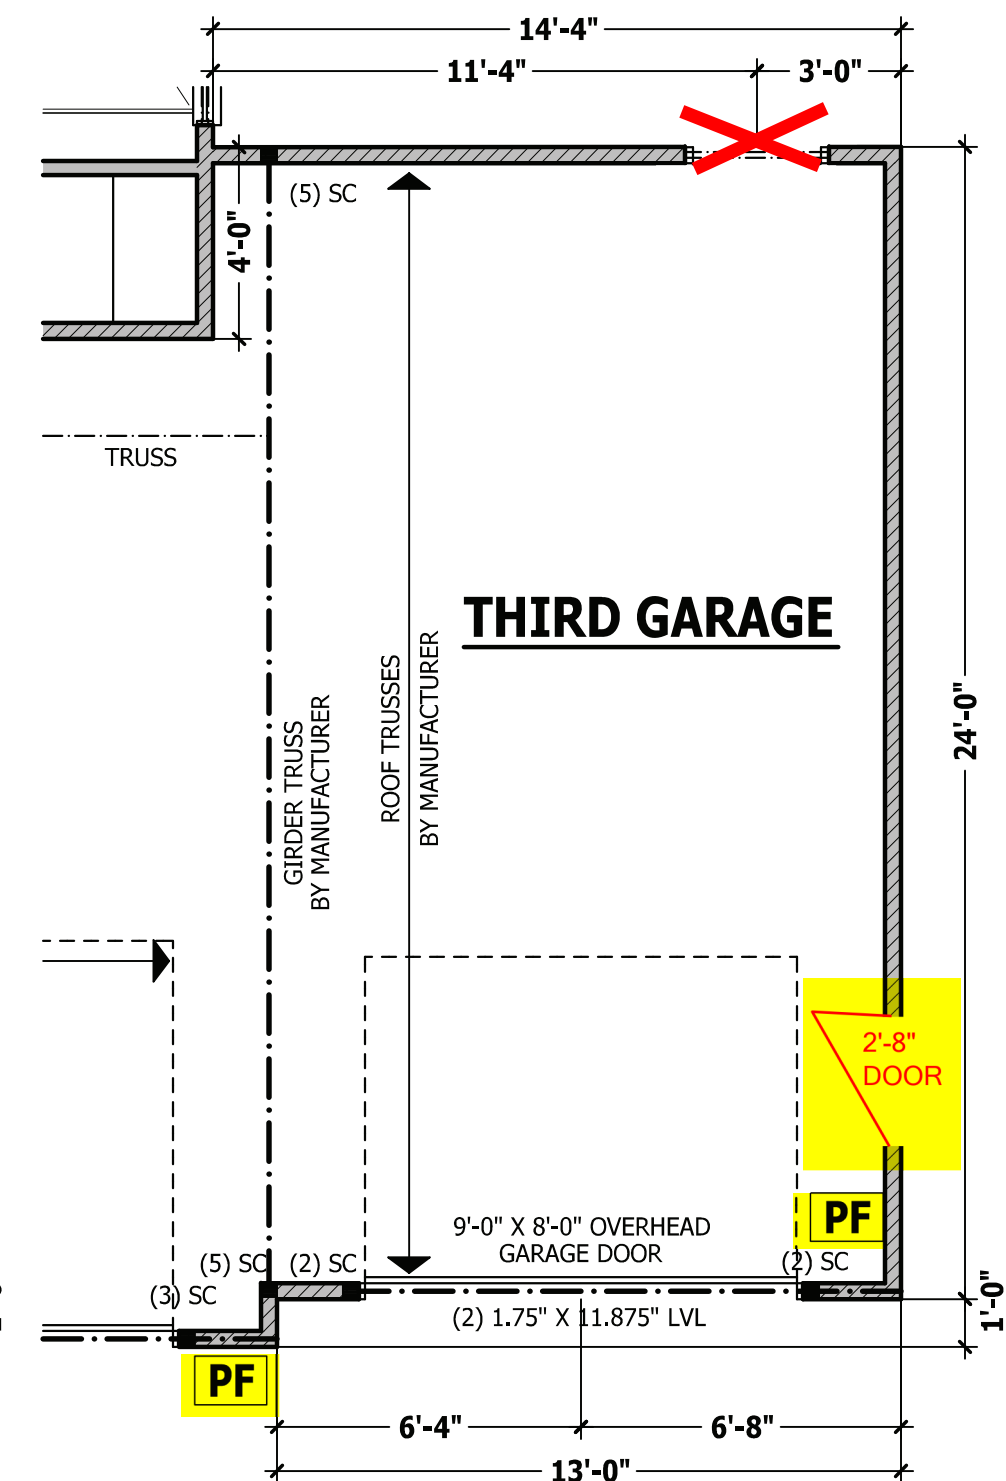 14'-4"
11'-4"
3'-0"
(5) SC
4'-0"
TRUSS
THIRD GARAGE
GIRDER TRUSS
BY MANUFACTURER
ROOF TRUSSES
BY MANUFACTURER
24'-0"
2'-8"
DOOR
PF
9'-0" X 8'-0" OVERHEAD
GARAGE DOOR
(5) SC
(2) SC
(2) SC
(3) SC
(2) 1.75" X 11.875" LVL
1'-0"
PF
6'-4"
6'-8"
13'-0"